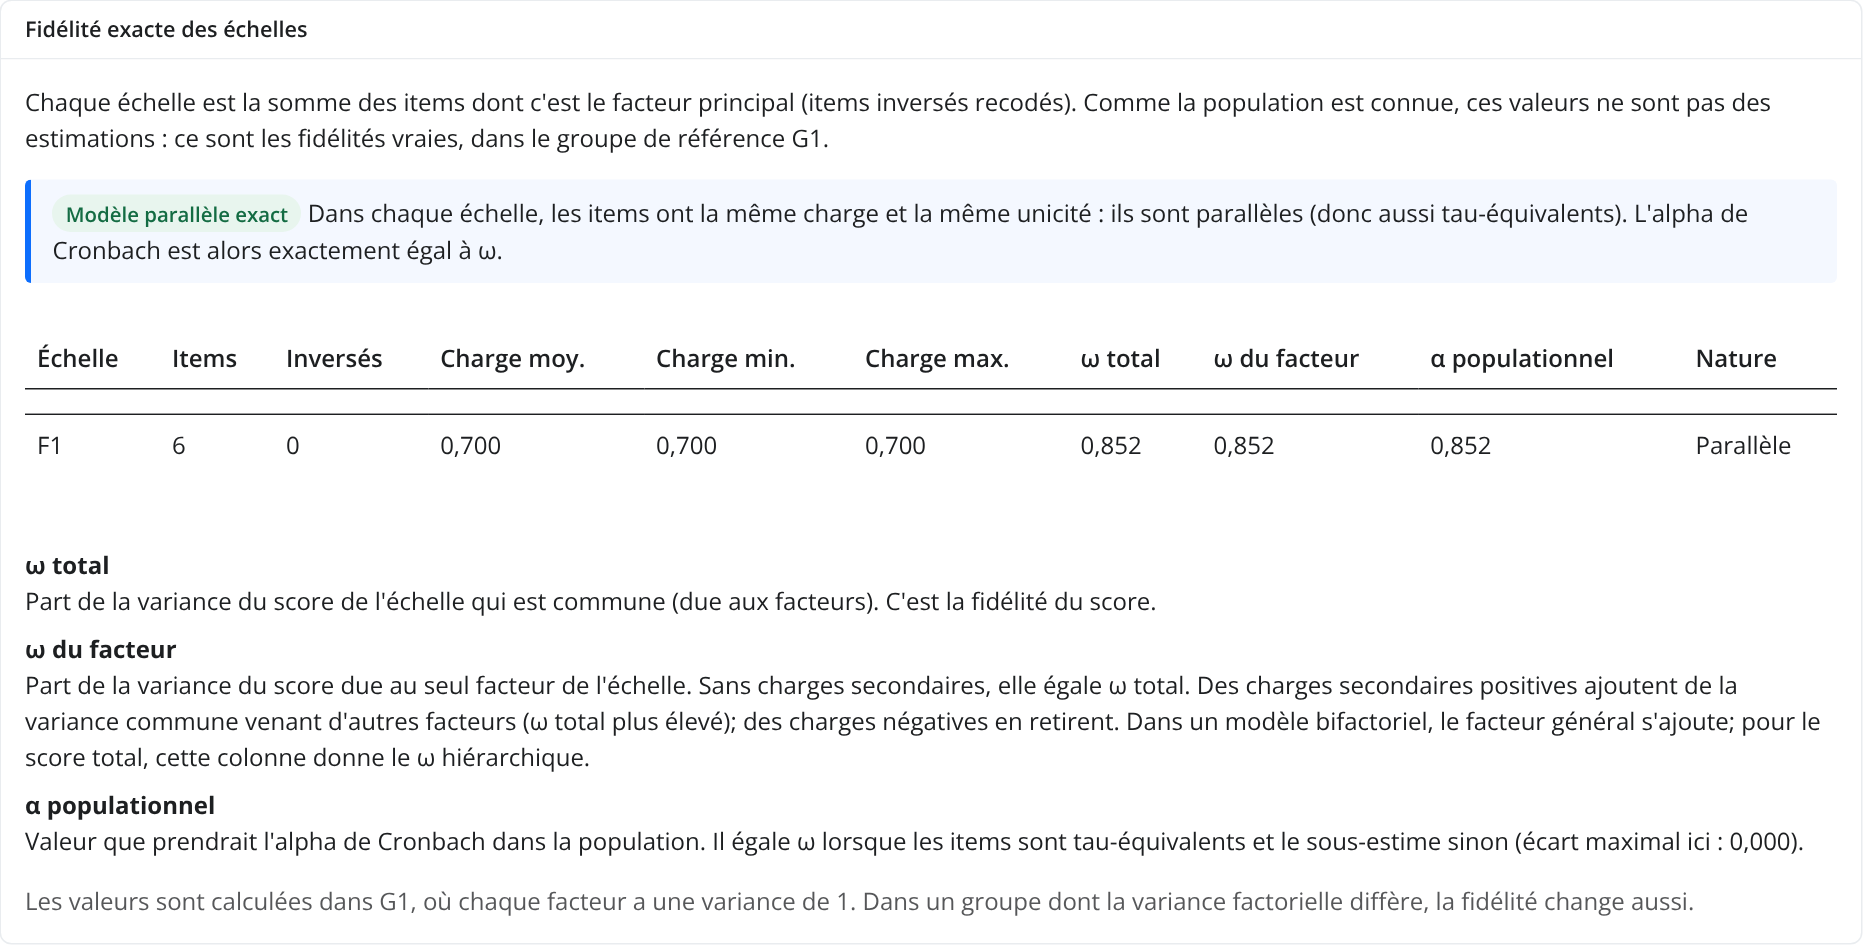 Fidélité exacte des échelles
Chaque échelle est la somme des items dont c'est le facteur principal (items inversés recodés). Comme la population est connue, ces valeurs ne sont pas des
estimations : ce sont les fidélités vraies, dans le groupe de référence G1.
Modèle parallèle exact Dans chaque échelle, les items ont la même charge et la même unicité : ils sont parallèles (donc aussi tau-équivalents). L'alpha de
Cronbach est alors exactement égal à ω.
Échelle Items Inversés Charge moy. Charge min. Charge max. ω total ω du facteur α populationnel Nature
F1 6 0 0,700 0,700 0,700 0,852 0,852 0,852 Parallèle
ω total
Part de la variance du score de l'échelle qui est commune (due aux facteurs). C'est la fidélité du score.
ω du facteur
Part de la variance du score due au seul facteur de l'échelle. Sans charges secondaires, elle égale ω total. Des charges secondaires positives ajoutent de la
variance commune venant d'autres facteurs (ω total plus élevé); des charges négatives en retirent. Dans un modèle bifactoriel, le facteur général s'ajoute; pour le
score total, cette colonne donne le ω hiérarchique.
α populationnel
Valeur que prendrait l'alpha de Cronbach dans la population. Il égale ω lorsque les items sont tau-équivalents et le sous-estime sinon (écart maximal ici : 0,000).
Les valeurs sont calculées dans G1, où chaque facteur a une variance de 1. Dans un groupe dont la variance factorielle diffère, la fidélité change aussi.